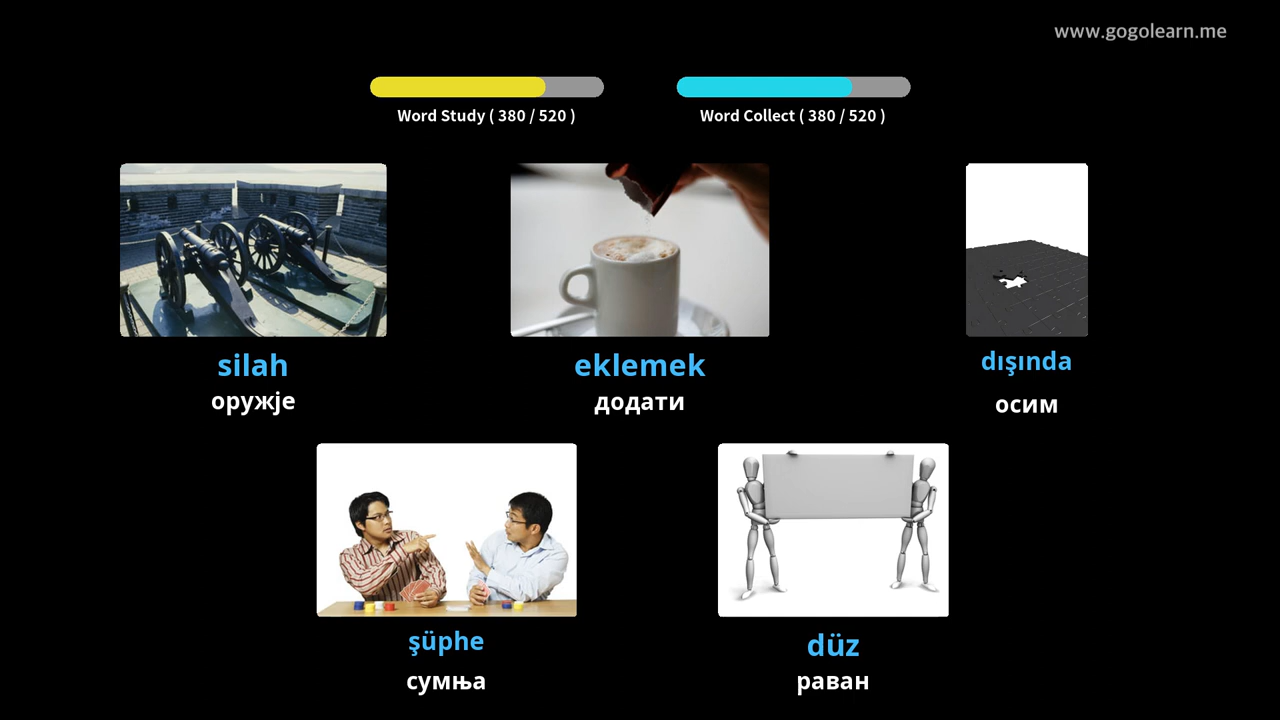 www.gogolearn.me
Word Study ( 380 / 520 )
Word Collect ( 380 / 520 )
silah
оружје
eklemek
додати
dışında
осим
şüphe
сумња
düz
раван